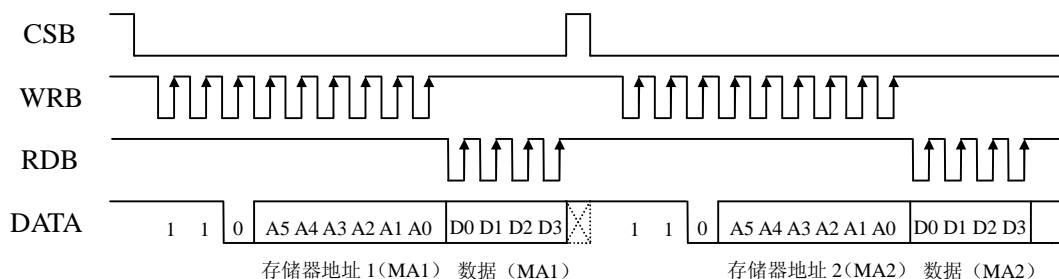 CSB
WRB
RDB
DATA 1 1 0 A5 A4 A3 A2 A1 A0 D0 D1 D2 D3 1 1 0 A5 A4 A3 A2 A1 A0 D0 D1 D2 D3
存储器地址 1(MA1) 数据（MA1） 存储器地址 2(MA2) 数据（MA2）